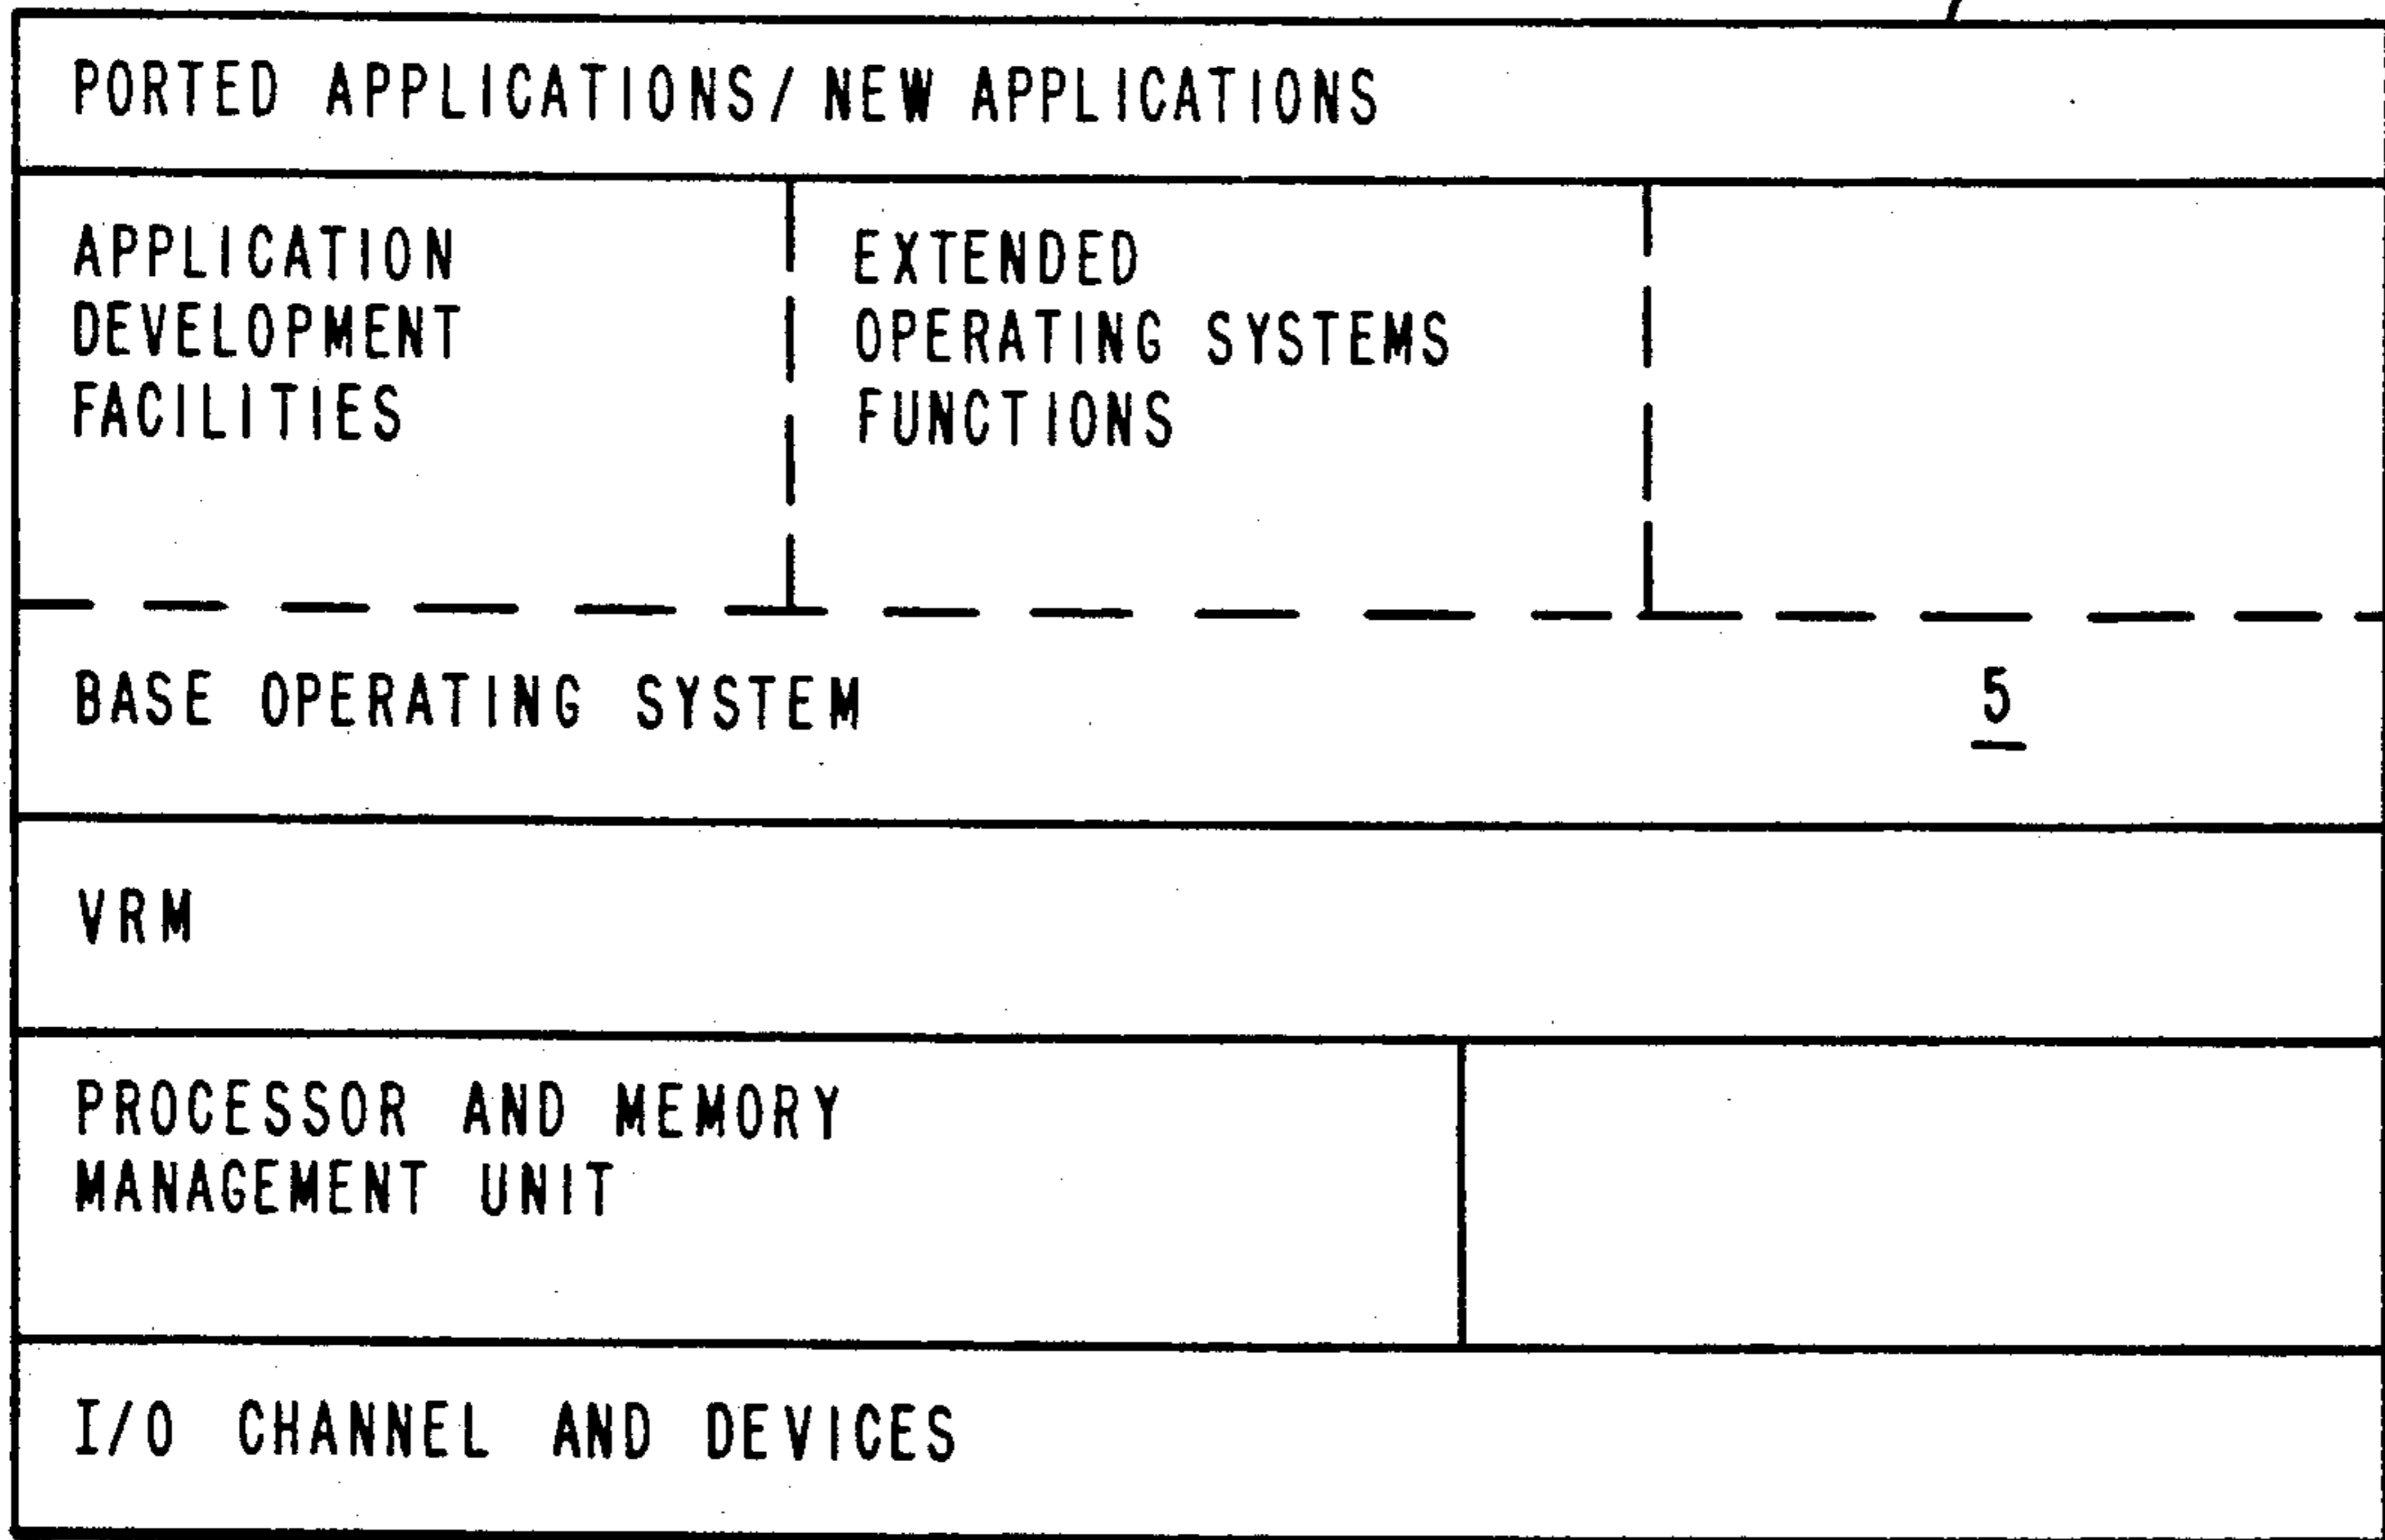 PORTED APPLICATIONS/ NEW APPLICATIONS
APPLICATION
DEVELOPMENT
FACILITIES
EXTENDED
OPERATING SYSTEMS
FUNCTIONS
BASE OPERATING SYSTEM
5
VRM
PROCESSOR AND MEMORY
MANAGEMENT UNIT
I/O CHANNEL AND DEVICES